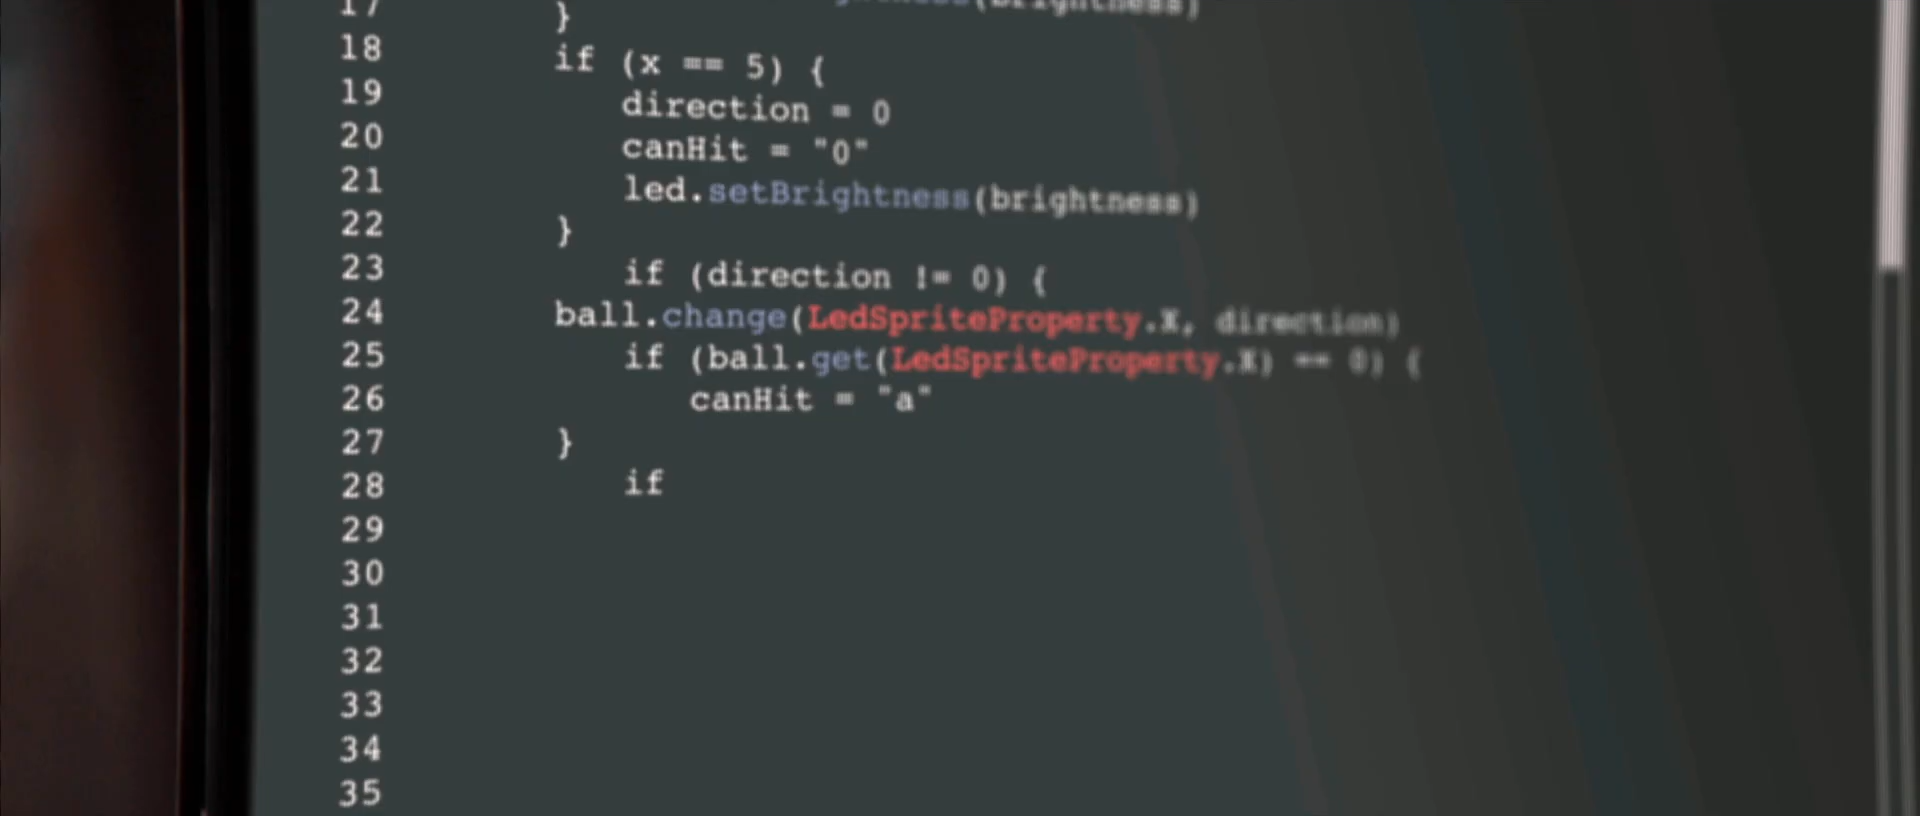 17 }
18 if (x == 5) {
19 direction = 0
20 canHit = "0"
21 led.setBrightness(brightness)
22 }
23 if (direction != 0) {
24 ball.change(LedSpriteProperty.X, direction)
25 if (ball.get(LedSpriteProperty.X) == 0) {
26 canHit = "a"
27 }
28 if
29
30
31
32
33
34
35